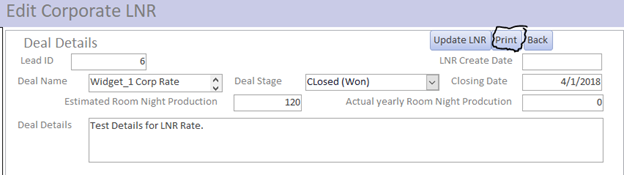 Edit Corporate LNR
Deal Details
Update LNR Print Back
Lead ID 6 LNR Create Date
Deal Name Widget_1 Corp Rate Deal Stage CLosed (Won) Closing Date 4/1/2018
Estimated Room Night Production 120 Actual yearly Room Night Prodcution 0
Deal Details Test Details for LNR Rate.